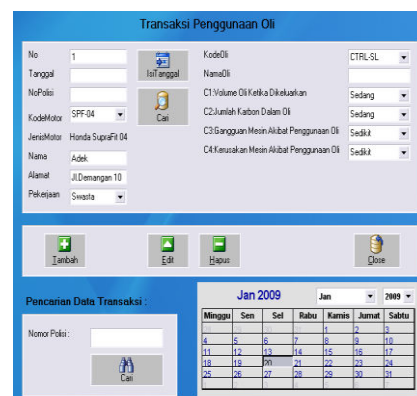 Transaksi Penggunaan Oli
No 1
Tanggal
IsiTanggal
NoPolisi
KodeMotor SPF-04
Cari
JenisMotor Honda SupraFit 04
Nama Adek
Alamat Jl.Demangan 10
Pekerjaan Swasta
KodeOli CTRL-SL
NamaOli
C1:Volume Oli Ketika Dikeluarkan Sedang
C2:Jumlah Karbon Dalam Oli Sedang
C3:Gangguan Mesin Akibat Penggunaan Oli Sedikit
C4:Kerusakan Mesin Akibat Penggunaan Oli Sedikit
Tambah Edit Hapus Close
Pencarian Data Transaksi :
Nomor Polisi :
Cari
Jan 2009 Jan 2009
Minggu Sen Sel Rabu Kamis Jumat Sabtu
1 2 3
4 5 6 7 8 9 10
11 12 13 14 15 16 17
18 19 20 21 22 23 24
25 26 27 28 29 30 31